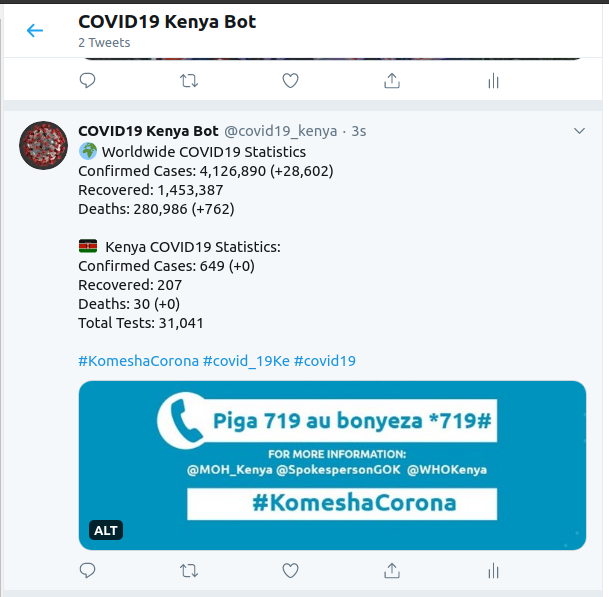 COVID19 Kenya Bot
2 Tweets
COVID19 Kenya Bot @covid19_kenya · 3s
Worldwide COVID19 Statistics
Confirmed Cases: 4,126,890 (+28,602)
Recovered: 1,453,387
Deaths: 280,986 (+762)
Kenya COVID19 Statistics:
Confirmed Cases: 649 (+0)
Recovered: 207
Deaths: 30 (+0)
Total Tests: 31,041
#KomeshaCorona #covid_19Ke #covid19
Piga 719 au bonyeza *719#
FOR MORE INFORMATION:
@MOH_Kenya @SpokespersonGOK @WHOKenya
#KomeshaCorona
ALT